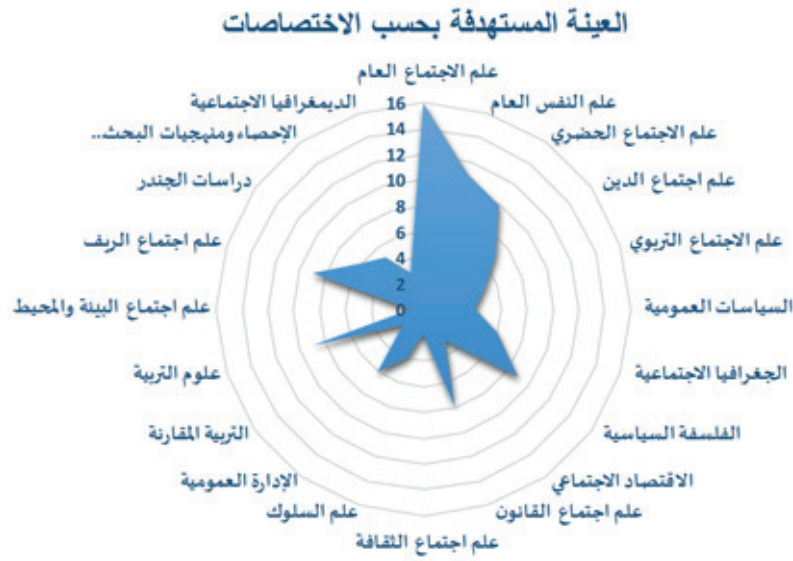 العينة المستهدفة بحسب الاختصاصات
علم الاجتماع العام
علم النفس العام
علم الاجتماع الحضري
علم اجتماع الدين
علم الاجتماع التربوي
السياسات العمومية
الجغرافيا الاجتماعية
الفلسفة السياسية
الاقتصاد الاجتماعي
علم اجتماع القانون
علم اجتماع الثقافة
علم السلوك
الإدارة العمومية
التربية المقارنة
علوم التربية
علم اجتماع البيئة والمحيط
علم اجتماع الريف
دراسات الجندر
الإحصاء ومنهجيات البحث..
الديمغرافيا الاجتماعية
16
14
12
10
8
6
4
2
0